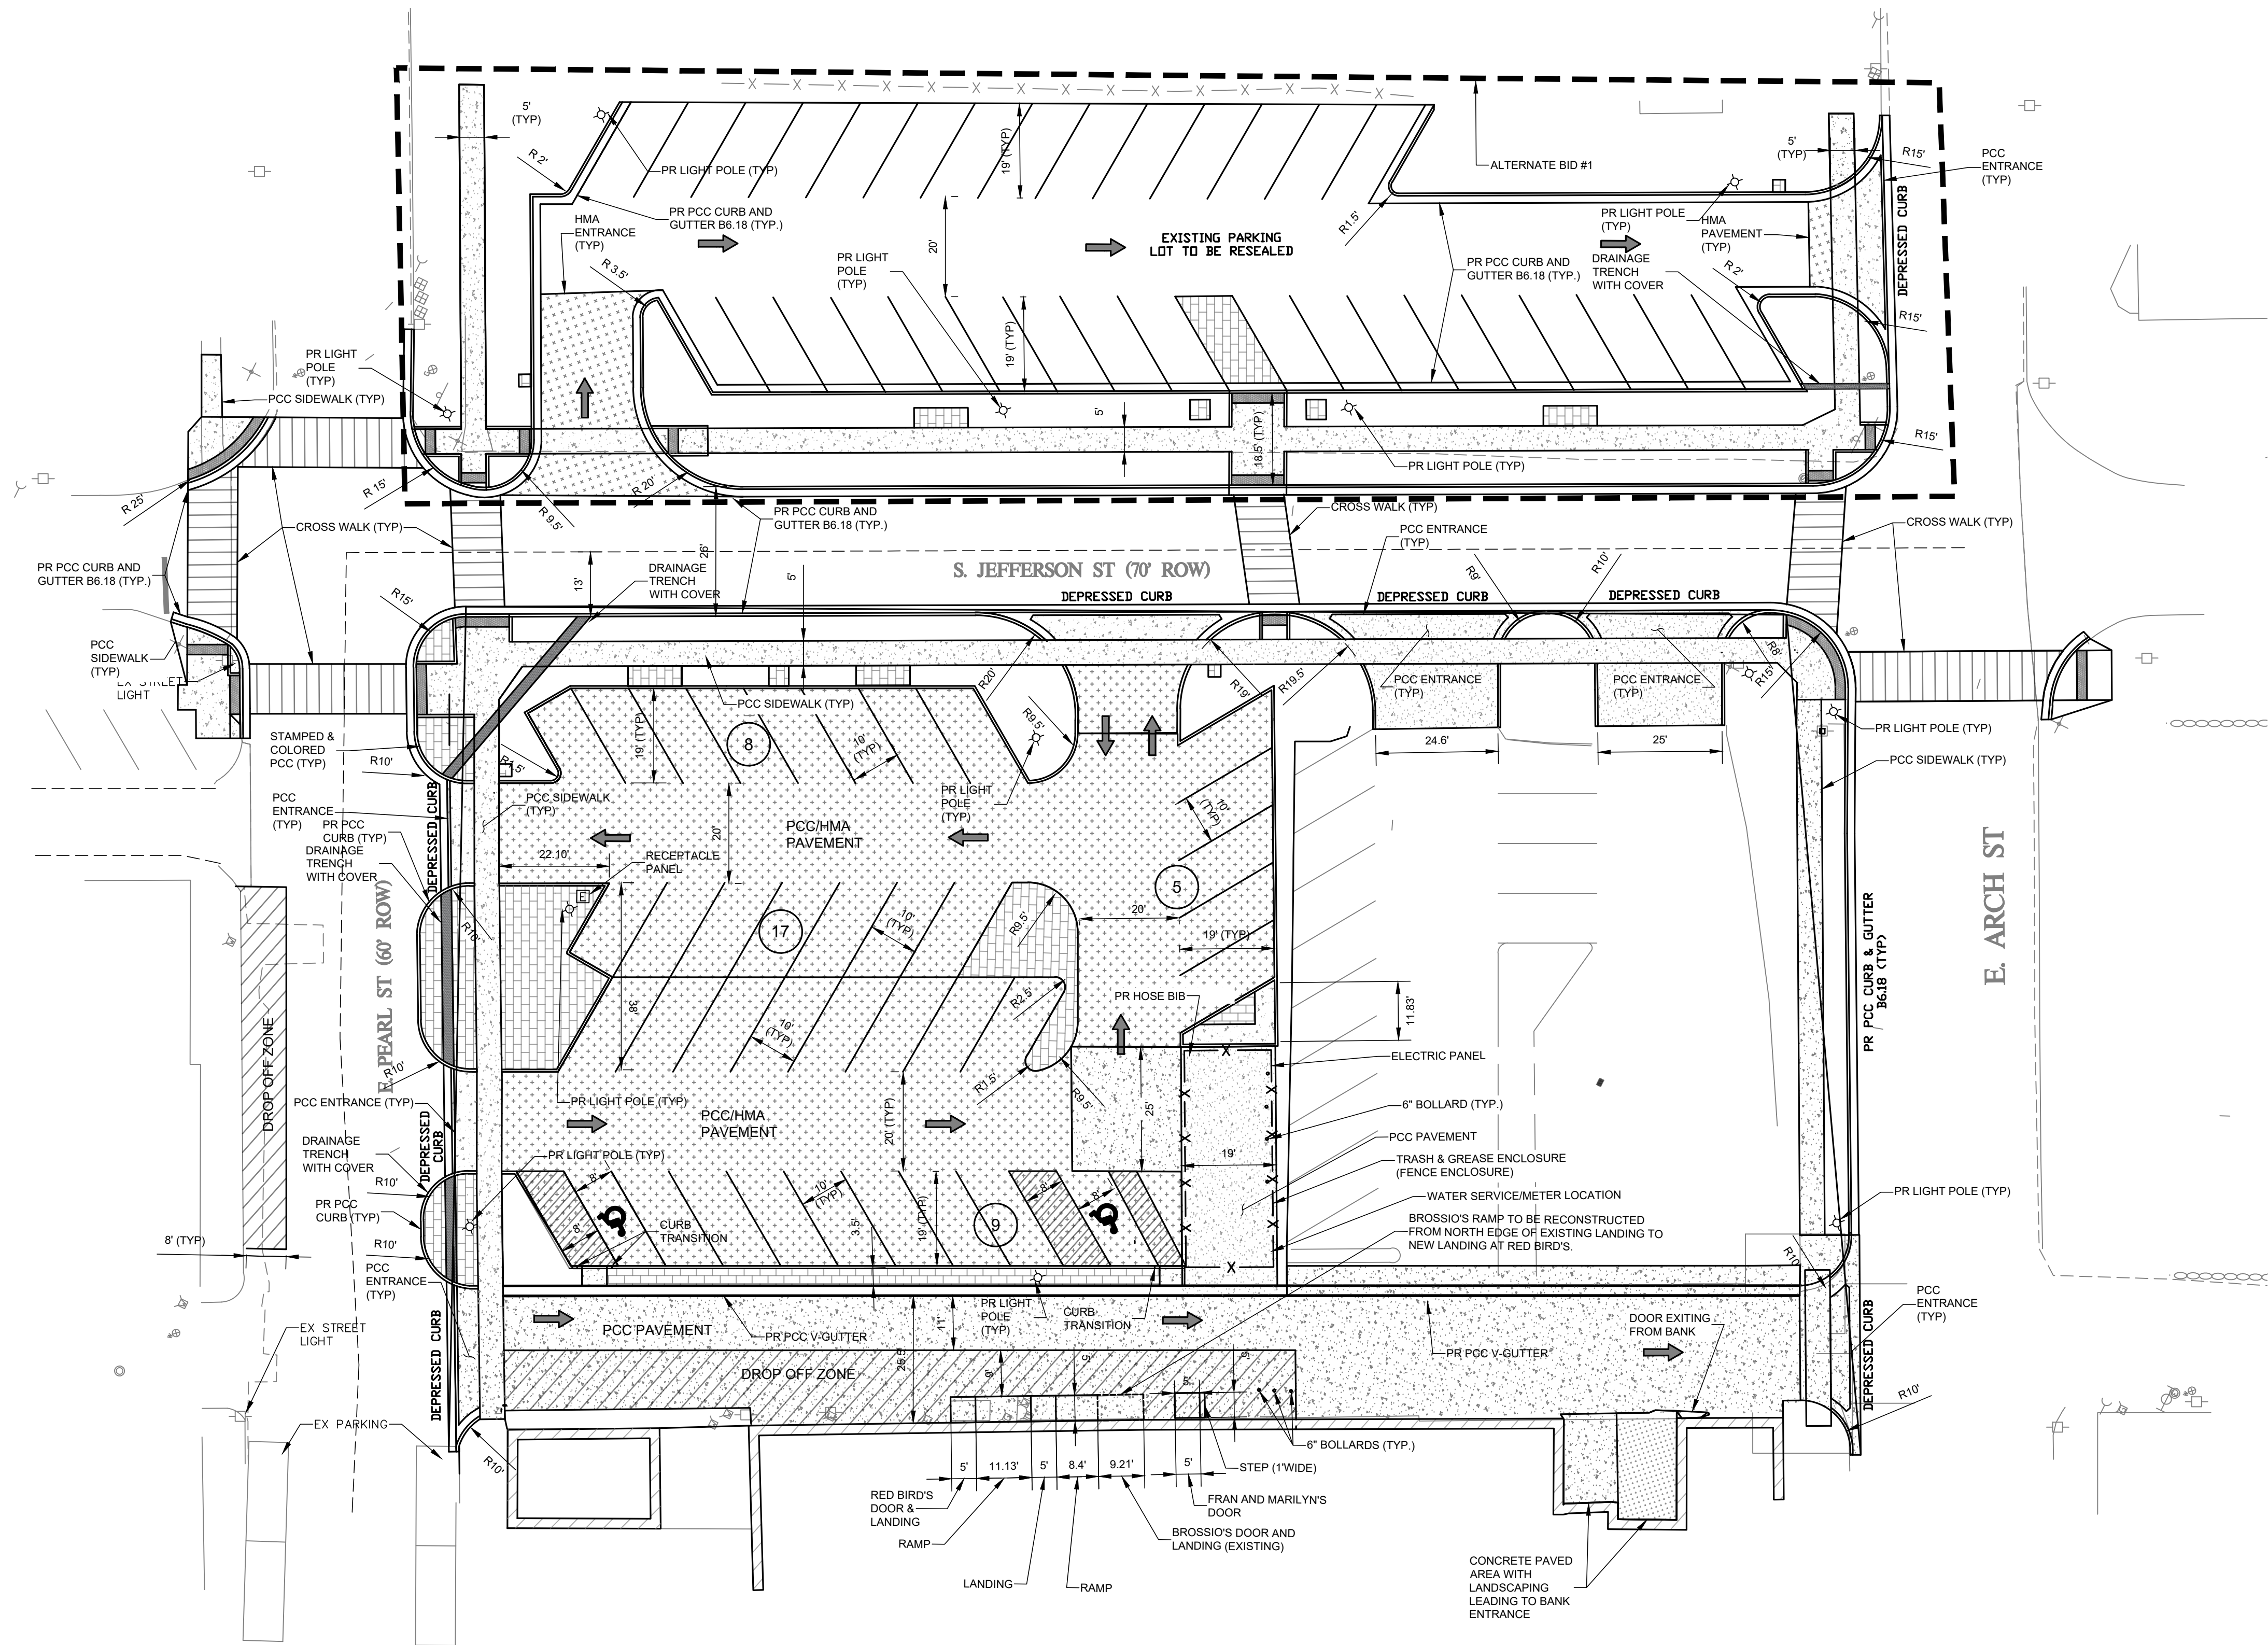 5'
(TYP)
R 2'
PR LIGHT POLE (TYP)
19' (TYP)
ALTERNATE BID #1
5'
(TYP)
R15'
PCC
ENTRANCE
(TYP)
DEPRESSED CURB
HMA
ENTRANCE
(TYP)
PR PCC CURB AND
GUTTER B6.18 (TYP.)
20'
EXISTING PARKING
LOT TO BE RESEALED
R1.5'
PR LIGHT POLE
(TYP)
HMA
PAVEMENT
(TYP)
R 3.5'
PR LIGHT
POLE
(TYP)
PR PCC CURB AND
GUTTER B6.18 (TYP.)
DRAINAGE
TRENCH
WITH COVER
R 2'
R15'
19' (TYP)
PR LIGHT
POLE
(TYP)
PCC SIDEWALK (TYP)
5'
18.5' (TYP)
R15'
PR LIGHT POLE (TYP)
R 25'
R 15'
R 9.5'
R 20'
CROSS WALK (TYP)
PR PCC CURB AND
GUTTER B6.18 (TYP.)
CROSS WALK (TYP)
PCC ENTRANCE
(TYP)
CROSS WALK (TYP)
PR PCC CURB AND
GUTTER B6.18 (TYP.)
13'
26'
DRAINAGE
TRENCH
WITH COVER
5'
S. JEFFERSON ST (70' ROW)
R9'
R10'
DEPRESSED CURB
DEPRESSED CURB
DEPRESSED CURB
R15'
PCC
SIDEWALK
(TYP)
EX STREET
LIGHT
R20'
R19'
R19.5'
PCC ENTRANCE
(TYP)
PCC ENTRANCE
(TYP)
R8'
R15'
PCC SIDEWALK (TYP)
STAMPED &
COLORED
PCC (TYP)
R10'
R1.5'
19' (TYP)
8
10'
(TYP)
R9.5'
24.6'
25'
PR LIGHT POLE (TYP)
PCC SIDEWALK (TYP)
PCC
ENTRANCE
(TYP)
PR PCC
CURB (TYP)
DRAINAGE
TRENCH
WITH COVER
DEPRESSED CURB
PCC SIDEWALK
(TYP)
PR LIGHT
POLE
(TYP)
10'
(TYP)
20'
PCC/HMA
PAVEMENT
22.10'
RECEPTACLE
PANEL
E
5
E. ARCH ST
E. PEARL ST (60' ROW)
R10'
17
10'
(TYP)
R9.5'
20'
19' (TYP)
PR PCC CURB & GUTTER
B6.18 (TYP)
38'
R2.5'
PR HOSE BIB
11.83'
10'
(TYP)
DROP OFF ZONE
R10'
R1.5'
R9.5'
ELECTRIC PANEL
PCC ENTRANCE (TYP)
PR LIGHT POLE (TYP)
PCC/HMA
PAVEMENT
20' (TYP)
25'
6" BOLLARD (TYP.)
DEPRESSED
CURB
DRAINAGE
TRENCH
WITH COVER
PR LIGHT POLE (TYP)
PCC PAVEMENT
19'
TRASH & GREASE ENCLOSURE
(FENCE ENCLOSURE)
R10'
8'
10'
(TYP)
8'
8'
WATER SERVICE/METER LOCATION
PR LIGHT POLE (TYP)
PR PCC
CURB (TYP)
8'
CURB
TRANSITION
3.5'
19' (TYP)
9
BROSSIO'S RAMP TO BE RECONSTRUCTED
FROM NORTH EDGE OF EXISTING LANDING TO
NEW LANDING AT RED BIRD'S.
8' (TYP)
R10'
PCC
ENTRANCE
(TYP)
R10'
PCC
ENTRANCE
(TYP)
EX STREET
LIGHT
DEPRESSED CURB
PCC PAVEMENT
PR PCC V-GUTTER
11'
PR LIGHT
POLE
(TYP)
CURB
TRANSITION
DOOR EXITING
FROM BANK
PR PCC V-GUTTER
DEPRESSED CURB
25.5'
DROP OFF ZONE
9'
5'
5'
5'
R10'
EX PARKING
R10'
6" BOLLARDS (TYP.)
5'
11.13'
5'
8.4'
9.21'
5'
STEP (1'WIDE)
RED BIRD'S
DOOR &
LANDING
FRAN AND MARILYN'S
DOOR
RAMP
BROSSIO'S DOOR AND
LANDING (EXISTING)
LANDING
RAMP
CONCRETE PAVED
AREA WITH
LANDSCAPING
LEADING TO BANK
ENTRANCE